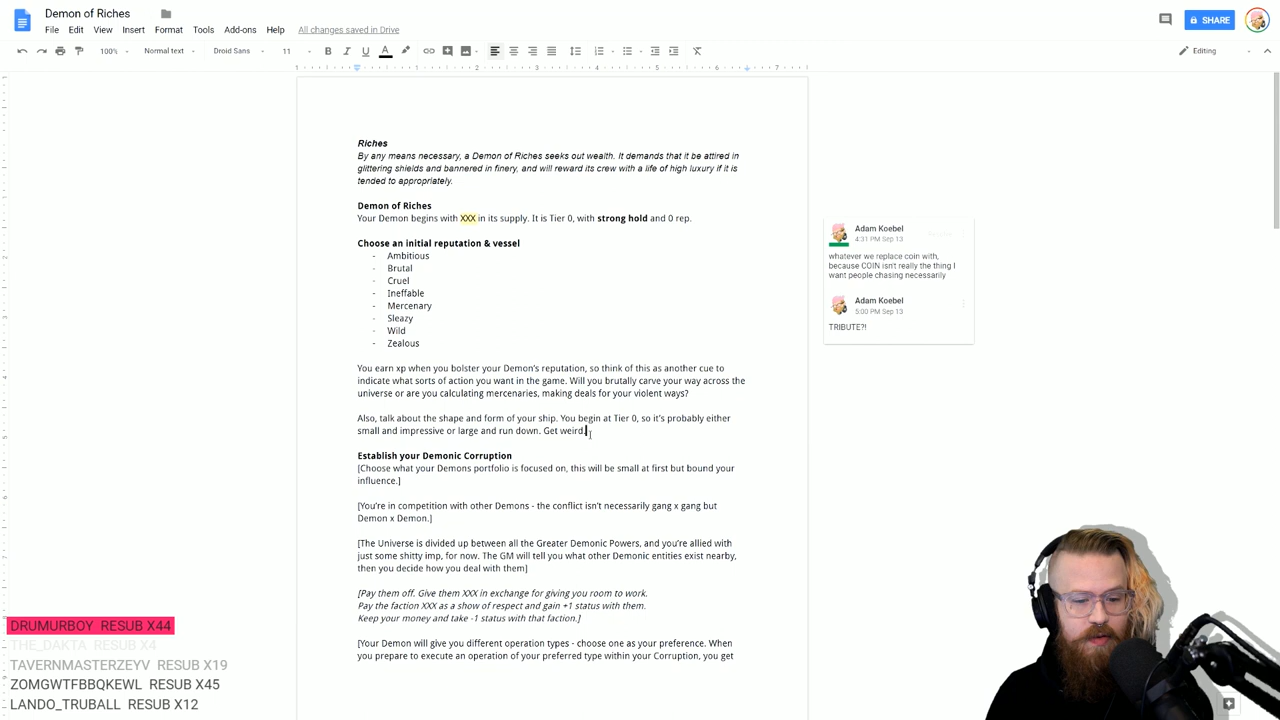 Demon of Riches
File Edit View Insert Format Tools Add-ons Help All changes saved in Drive
SHARE
100% Normal text Droid Sans 11 B I U A Editing
1 1 2 3 4 5 6 7
Riches
By any means necessary, a Demon of Riches seeks out wealth. It demands that it be attired in
glittering shields and bannered in finery, and will reward its crew with a life of high luxury if it is
tended to appropriately.
Demon of Riches
Your Demon begins with XXX in its supply. It is Tier 0, with strong hold and 0 rep.
Choose an initial reputation & vessel
- Ambitious
- Brutal
- Cruel
- Ineffable
- Mercenary
- Sleazy
- Wild
- Zealous
You earn xp when you bolster your Demon's reputation, so think of this as another cue to
indicate what sorts of action you want in the game. Will you brutally carve your way across the
universe or are you calculating mercenaries, making deals for your violent ways?
Also, talk about the shape and form of your ship. You begin at Tier 0, so it's probably either
small and impressive or large and run down. Get weird.
Establish your Demonic Corruption
[Choose what your Demons portfolio is focused on, this will be small at first but bound your
influence.]
[You're in competition with other Demons - the conflict isn't necessarily gang x gang but
Demon x Demon.]
[The Universe is divided up between all the Greater Demonic Powers, and you're allied with
just some shitty imp, for now. The GM will tell you what other Demonic entities exist nearby,
then you decide how you deal with them]
[Pay them off. Give them XXX in exchange for giving you room to work.
Pay the faction XXX as a show of respect and gain +1 status with them.
Keep your money and take -1 status with that faction.]
[Your Demon will give you different operation types - choose one as your preference. When
you prepare to execute an operation of your preferred type within your Corruption, you get
Adam Koebel
4:31 PM Sep 13
whatever we replace coin with,
because COIN isn't really the thing I
want people chasing necessarily
Adam Koebel
5:00 PM Sep 13
TRIBUTE?!
DRUMURBOY RESUB X44
THE_DAKTA RESUB X4
TAVERNMASTERZEYV RESUB X19
ZOMGWTFBBQKEWL RESUB X45
LANDO_TRUBALL RESUB X12